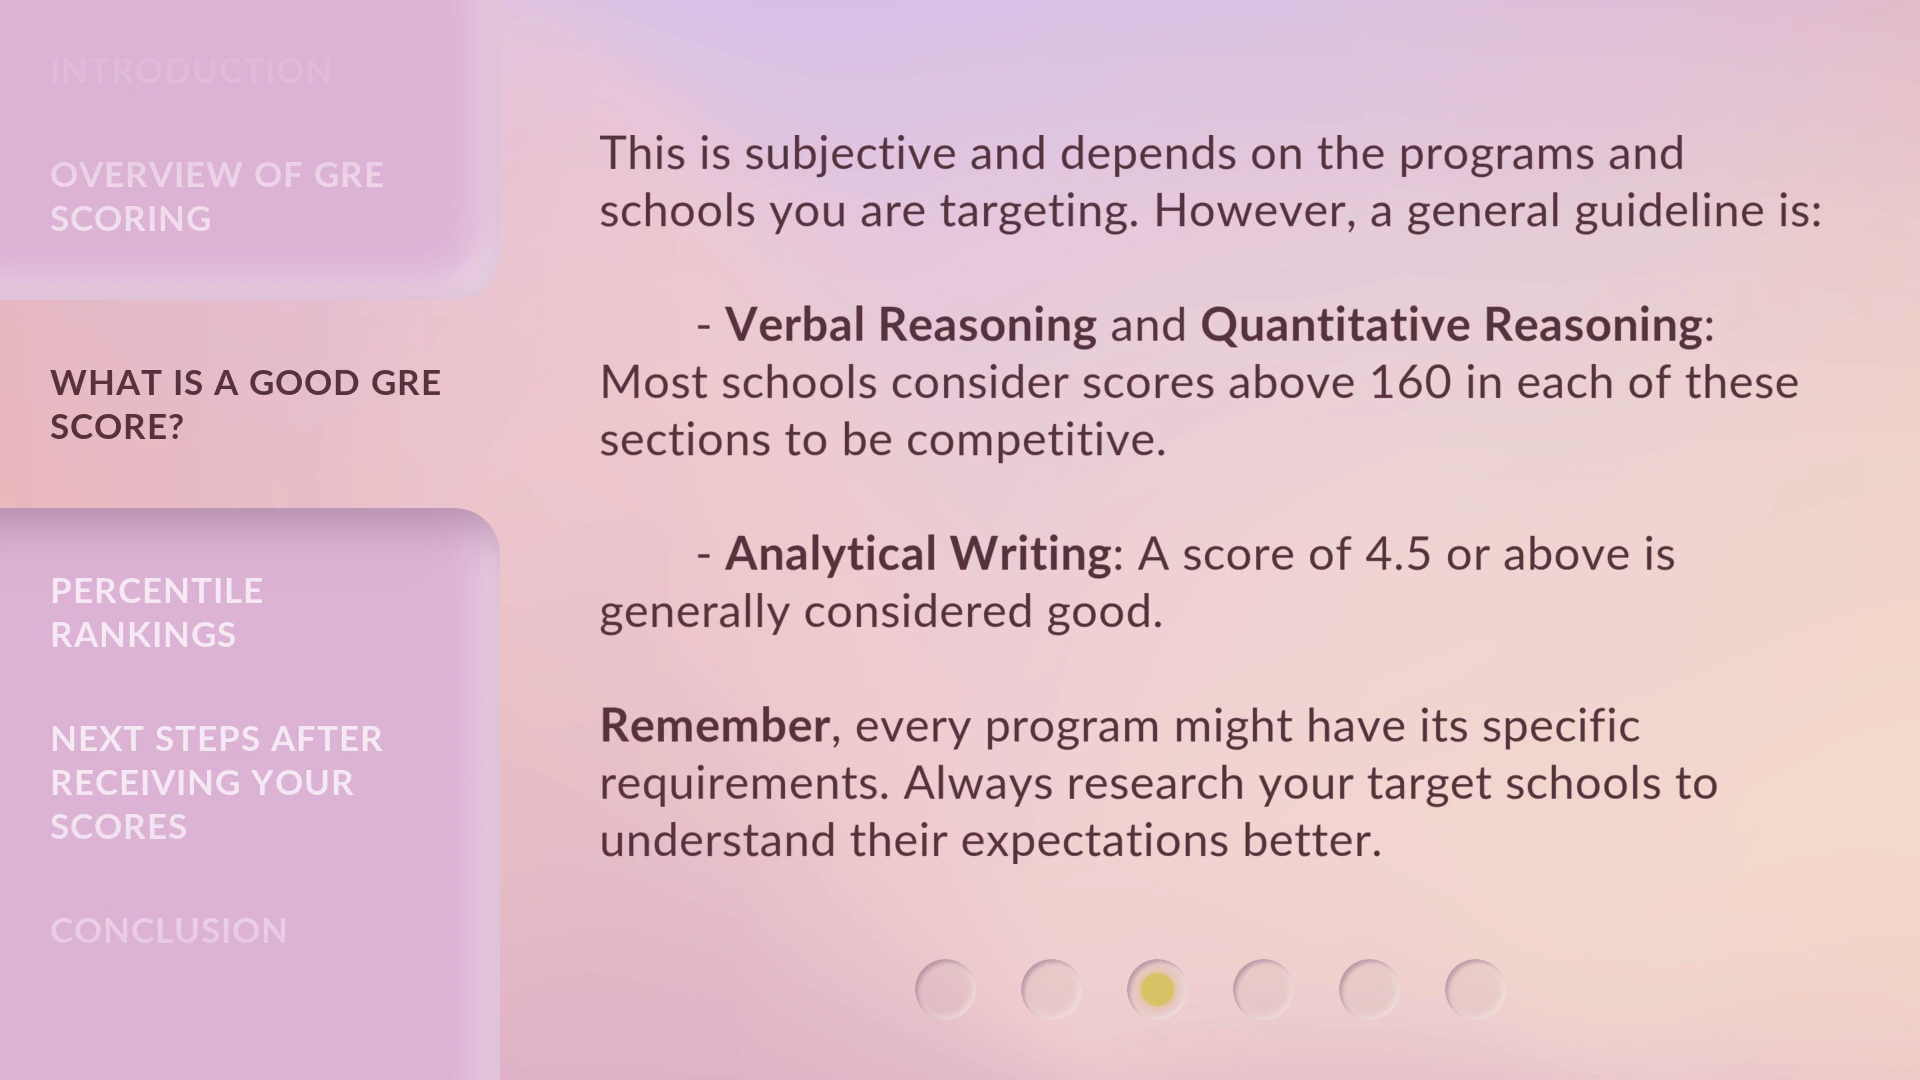 INTRODUCTION
OVERVIEW OF GRE
SCORING
WHAT IS A GOOD GRE
SCORE?
PERCENTILE
RANKINGS
NEXT STEPS AFTER
RECEIVING YOUR
SCORES
CONCLUSION
This is subjective and depends on the programs and
schools you are targeting. However, a general guideline is:
- Verbal Reasoning and Quantitative Reasoning:
Most schools consider scores above 160 in each of these
sections to be competitive.
- Analytical Writing: A score of 4.5 or above is
generally considered good.
Remember, every program might have its specific
requirements. Always research your target schools to
understand their expectations better.